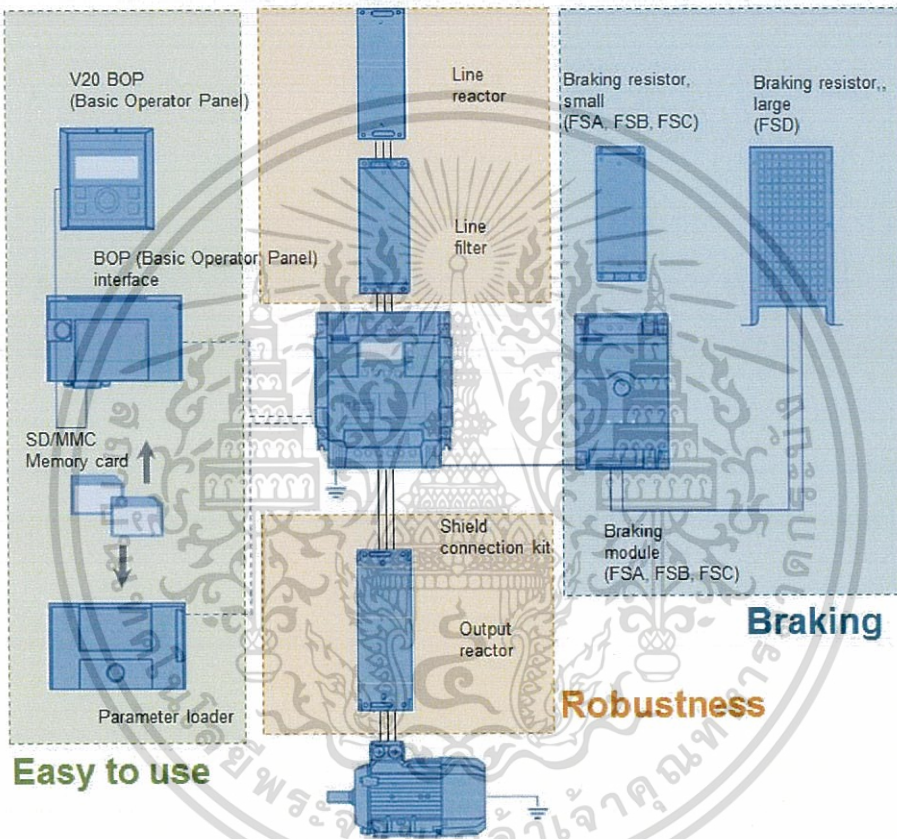 V20 BOP
(Basic Operator Panel)
BOP (Basic Operator Panel)
interface
SD/MMC
Memory card
Parameter loader
Easy to use
Line
reactor
Line
filter
Shield
connection kit
Output
reactor
Robustness
Braking resistor,
small
(FSA, FSB, FSC)
Braking resistor,,
large
(FSD)
Braking
module
(FSA, FSB, FSC)
Braking